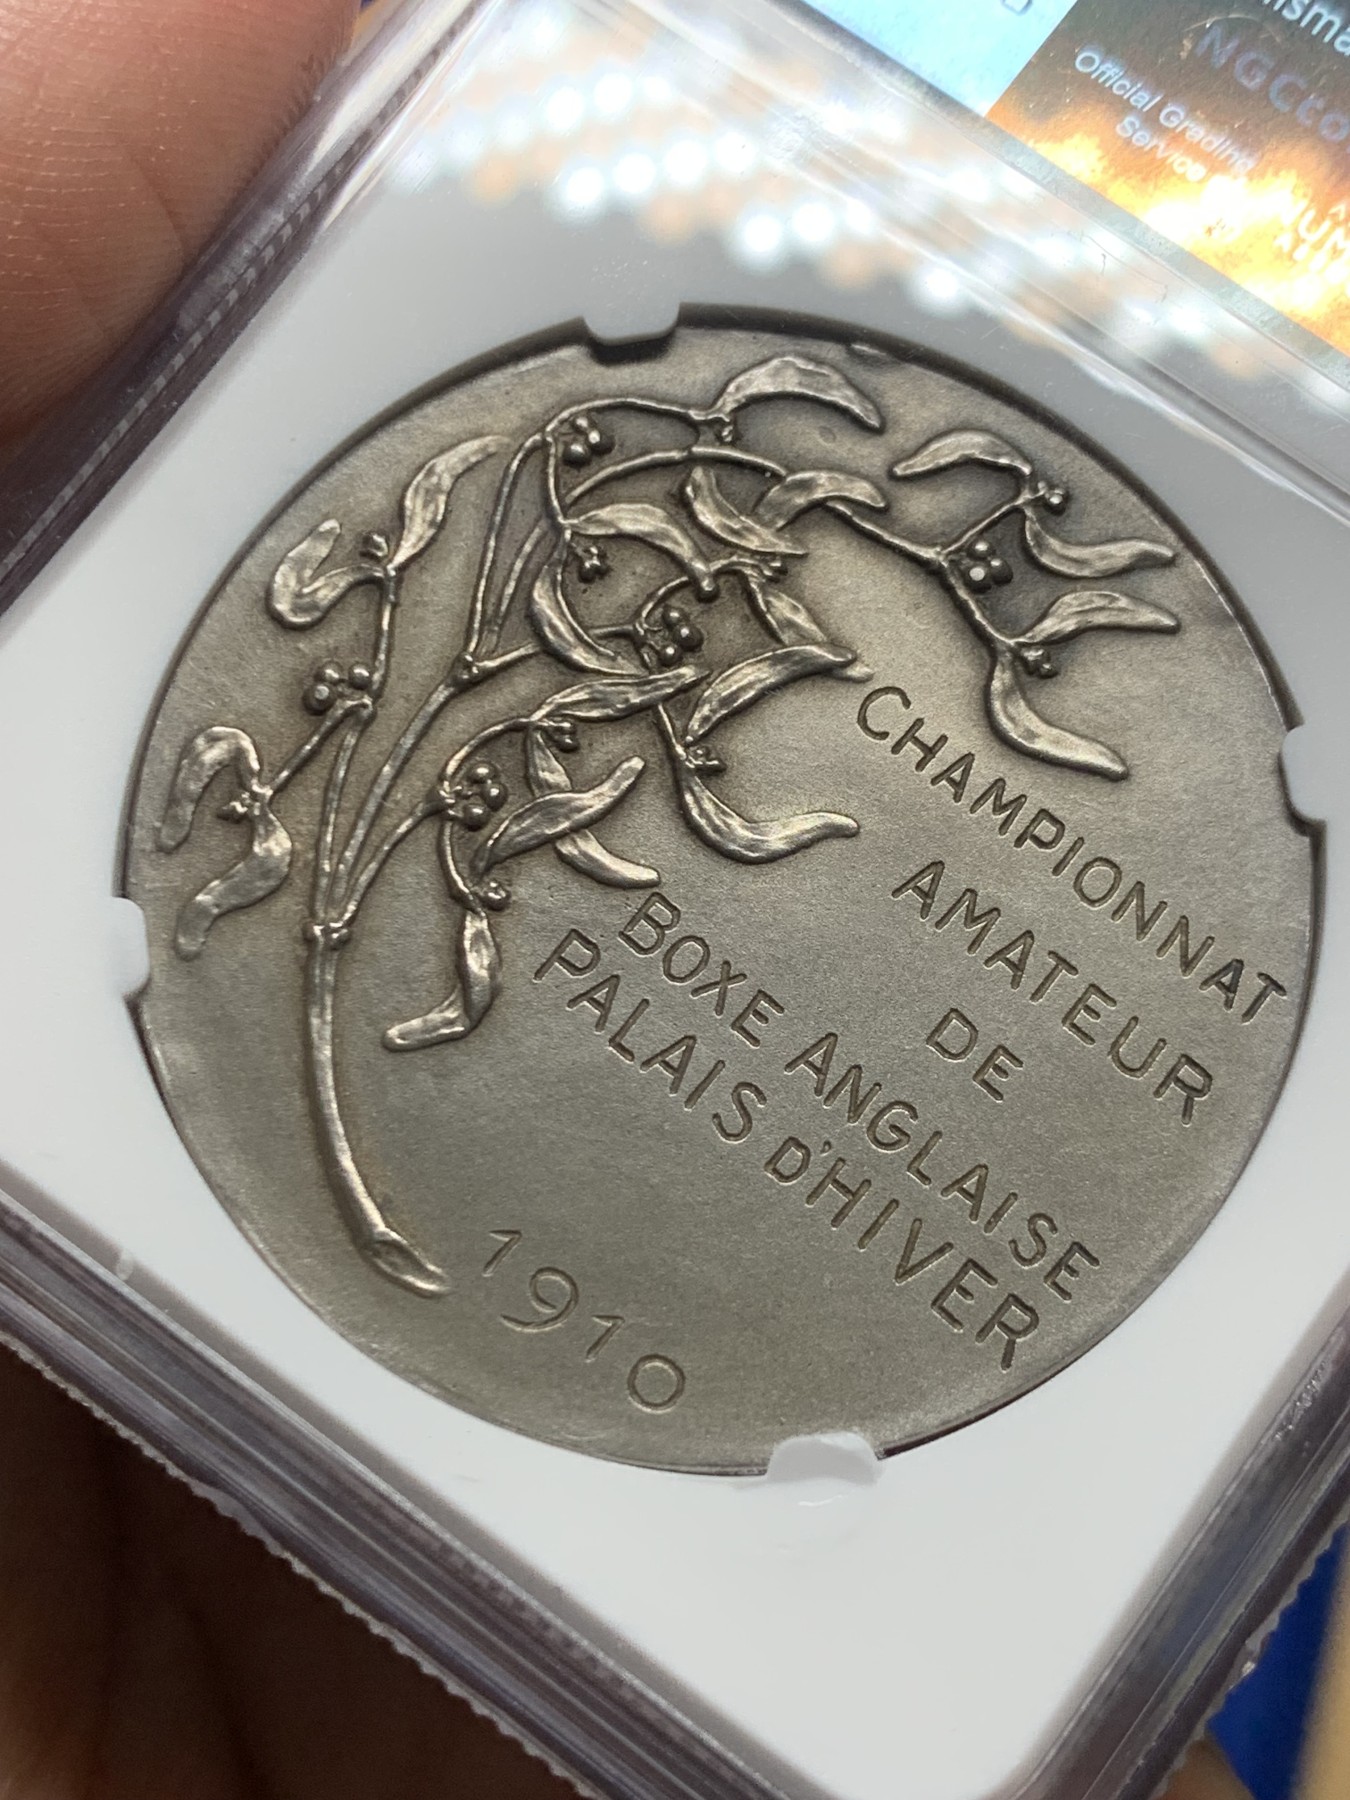 NGC
Official Grading
Service
CHAMPIONNAT
AMATEUR
DE
BOXE ANGLAISE
PALAIS D'HIVER
1910